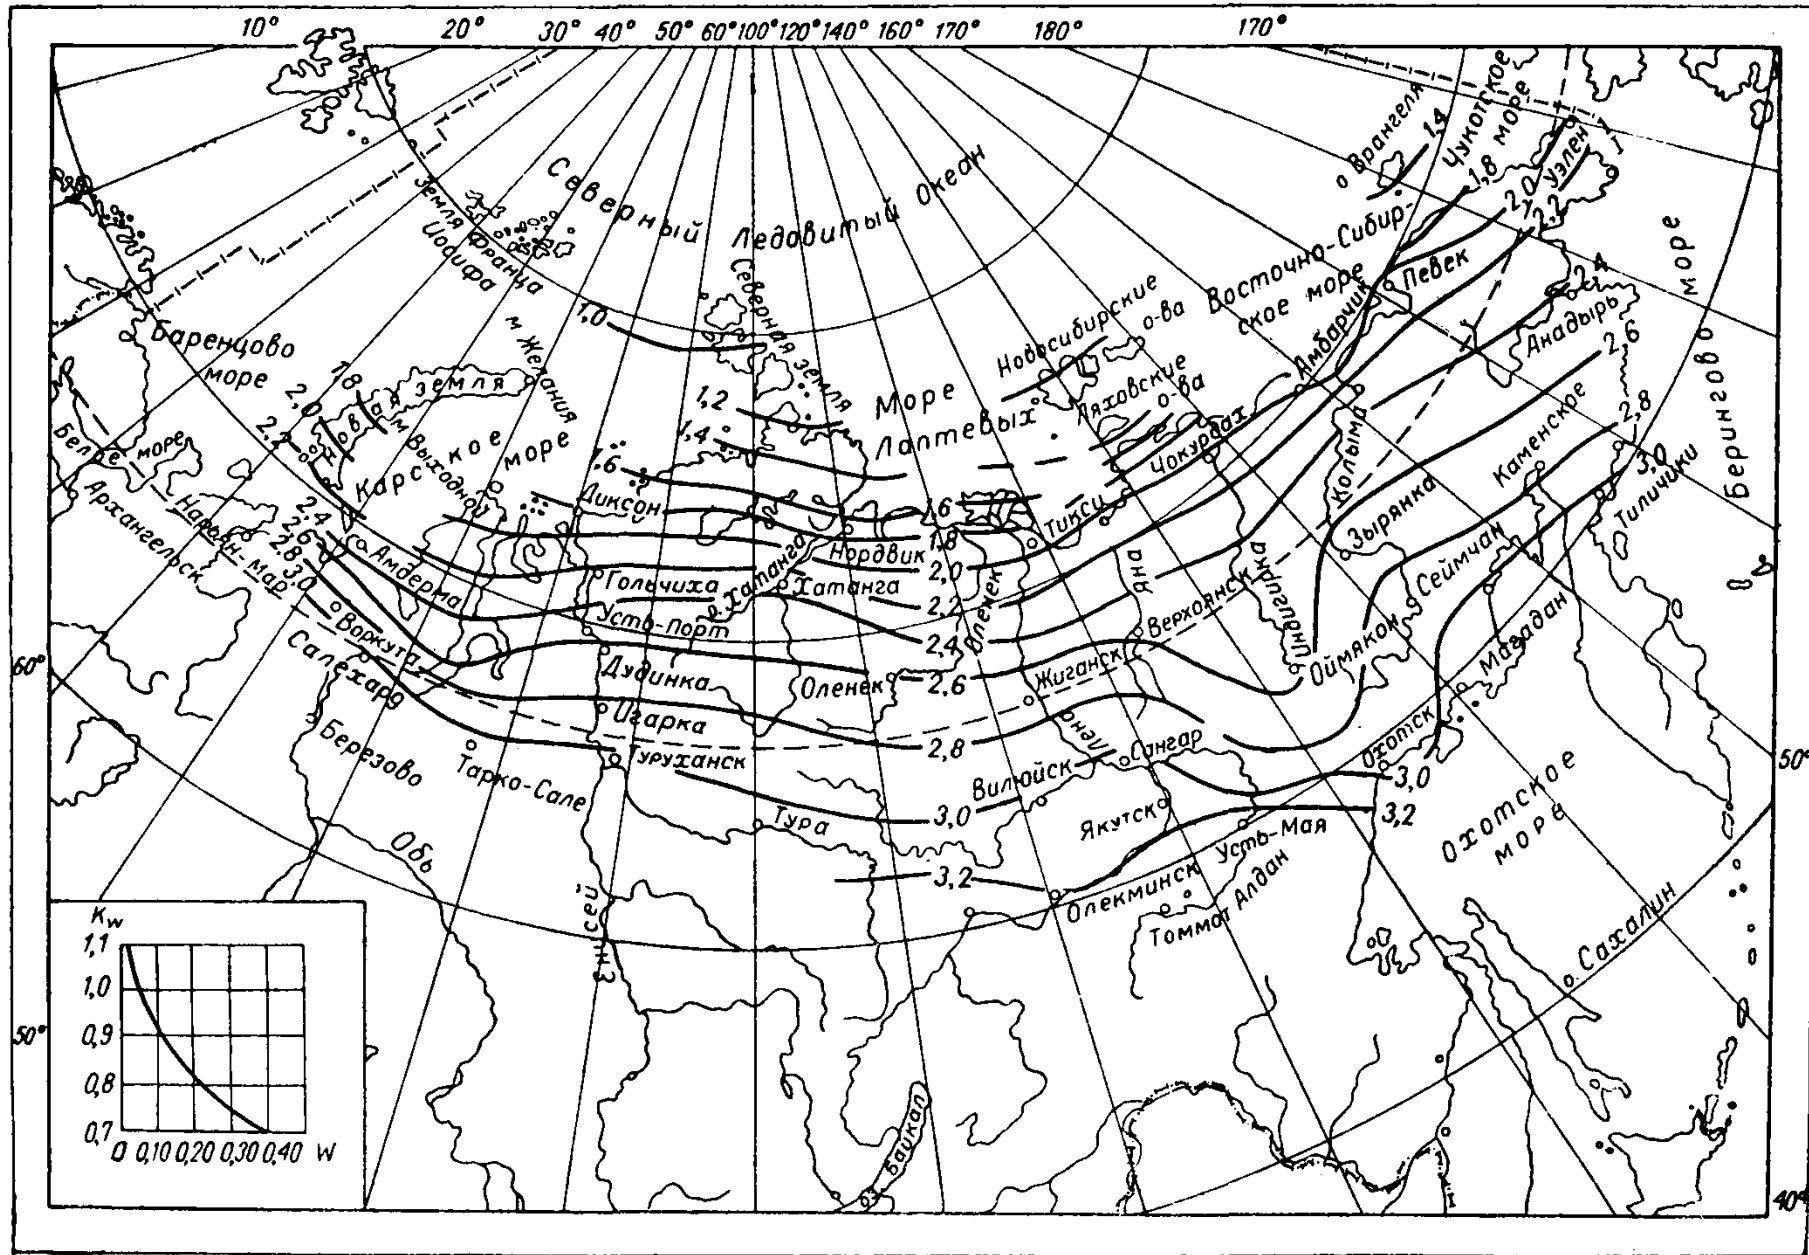 10° 20° 30° 40° 50° 60° 100° 120° 140° 160° 170° 180° 170°
Северный Ледовитый Океан
Земля Франца
Иосифа
Северная земля
о Врангеля
1,4
Чукотское
море
1,8
2,0
Уэлен
2,2
2,4
Певек
Восточно-Сибир-
ское море
Анадырь
2,6
Берингово море
Новосибирские
о-ва
Амбарчик
1,0
Баренцово
море
м Желания
1,8
Новая земля
2,0
2,2
1,2
Море
Лаптевых
Ляховские
о-ва
Каменское
2,8
1,4
Белое море
Карское
море
м Выходной
1,6
Чокурдах
Колыма
3,0
Тиличики
Архангельск
Нарьян-Мар
2,4
2,6
2,8
3,0
Диксон
1,6
Тикси
Зырянка
Нордвик
1,8
Амдерма
Гольчиха
р. Хатанга
Хатанга
2,0
Яна
Индигирка
Сеймчан
Усть-Порт
2,2
Верхоянск
60°
Салехард
Воркута
2,4
Оймякон
Магадан
Дудинка
Оленек
2,6
Жиганск
Игарка
Березово
Тарко-Сале
Туруханск
2,8
Лена
Сангар
Охотск
50°
Вилюйск
3,0
Тура
3,0
Якутск
Усть-Мая
3,2
Охотское
море
Обь
3,2
Олекминск
Томмот
Алдан
Енисей
Сахалин
50°
Байкал
40°
Kw
1,1
1,0
0,9
0,8
0,7
0 0,10 0,20 0,30 0,40 W